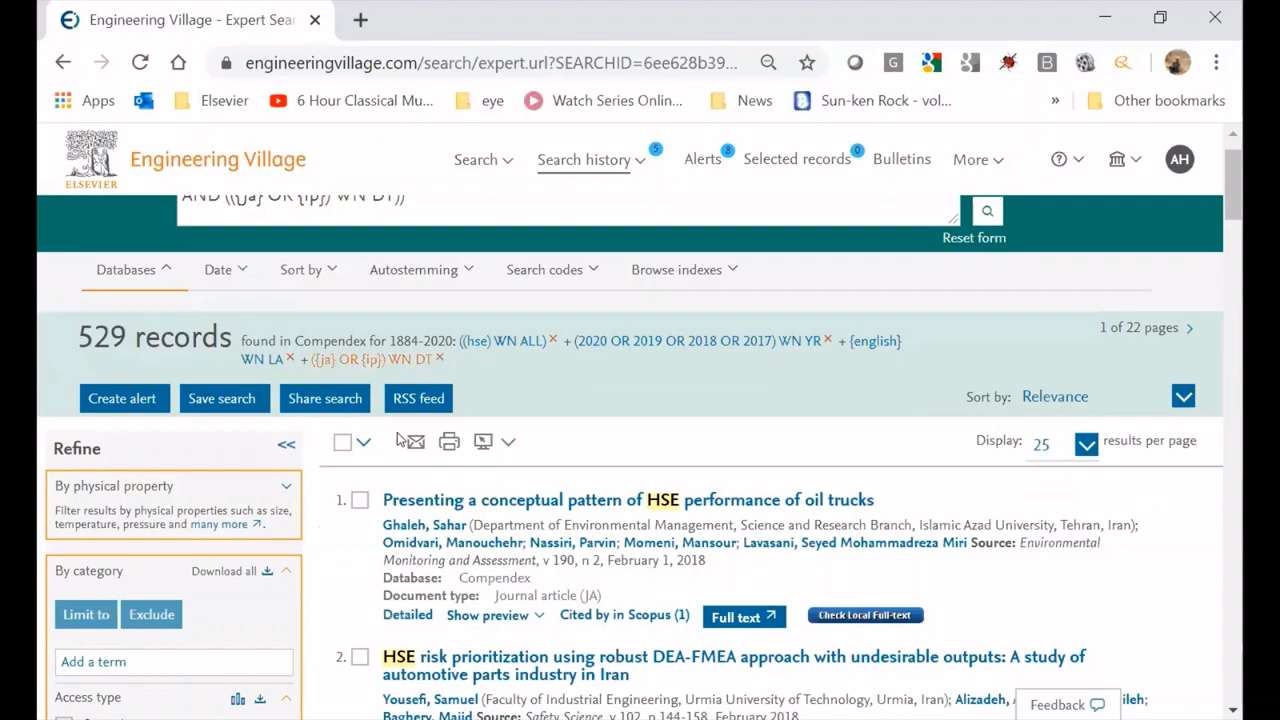 Engineering Village - Expert Sear
engineeringvillage.com/search/expert.url?SEARCHID=6ee628b39...
Apps
Elsevier
6 Hour Classical Mu...
eye
Watch Series Onlin...
News
Sun-ken Rock - vol...
»
Other bookmarks
ELSEVIER
Engineering Village
Search
Search history
5
Alerts
8
Selected records
0
Bulletins
More
AH
AND (({ja} OR {ip}) WN DT))
Reset form
Databases
Date
Sort by
Autostemming
Search codes
Browse indexes
529 records
found in Compendex for 1884-2020: ((hse) WN ALL)× + (2020 OR 2019 OR 2018 OR 2017) WN YR× + {english}
WN LA× + ({ja} OR {ip}) WN DT×
1 of 22 pages
Create alert
Save search
Share search
RSS feed
Sort by:
Relevance
Refine
<<
Display:
25
results per page
By physical property
Filter results by physical properties such as size,
temperature, pressure and many more.
By category
Download all
Limit to
Exclude
Add a term
Access type
1.
Presenting a conceptual pattern of HSE performance of oil trucks
Ghaleh, Sahar (Department of Environmental Management, Science and Research Branch, Islamic Azad University, Tehran, Iran);
Omidvari, Manouchehr; Nassiri, Parvin; Momeni, Mansour; Lavasani, Seyed Mohammadreza Miri Source: Environmental
Monitoring and Assessment, v 190, n 2, February 1, 2018
Database: Compendex
Document type: Journal article (JA)
Detailed
Show preview
Cited by in Scopus (1)
Full text
Check Local Full-text
2.
HSE risk prioritization using robust DEA-FMEA approach with undesirable outputs: A study of
automotive parts industry in Iran
Yousefi, Samuel (Faculty of Industrial Engineering, Urmia University of Technology, Urmia, Iran); Alizadeh,
Baghery, Majid Source: Safety Science, v 102, p 144-158, February 2018
Feedback